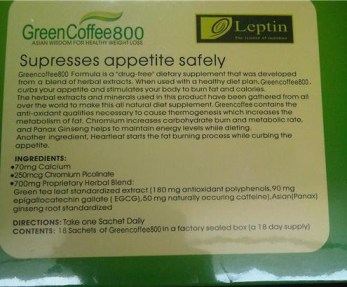 GreenCoffee800
ASIAN WISDOM FOR HEALTHY WEIGHT LOSS
Leptin
Supresses appetite safely
Greencoffee800 Formula is a "drug-free" dietary supplement that was developed
from a blend of herbal extracts. When used with a healthy diet plan, Greencoffee800,
curbs your appetite and stimulates your body to burn fat and calories.
The herbal extracts and minerals used in this product have been gathered from all
over the world to make this all natural diet supplement. Greencoffee contains the
anti-oxidant qualities necessary to cause thermogenesis which increases the
metabolism of fat. Chromium increases carbohydrate burn and metabolic rate,
and Panax Ginseng helps to maintain energy levels while dieting.
Another ingredient, Heartleaf starts the fat burning process while curbing the
appetite.
INGREDIENTS:
●70mg Calcium
●250mcg Chromium Picolinate
●700mg Proprietary Herbal Blend:
Green tea leaf standardized extract (180 mg antioxidant polyphenols, 90 mg
epigallocatechin gallate ( EGCG), 50 mg naturally occuring caffeine), Asian(Panax)
ginseng root standardized
DIRECTIONS: Take one Sachet Daily
CONTENTS: 18 Sachets of Greencoffee800 in a factory sealed box (a 18 day supply)